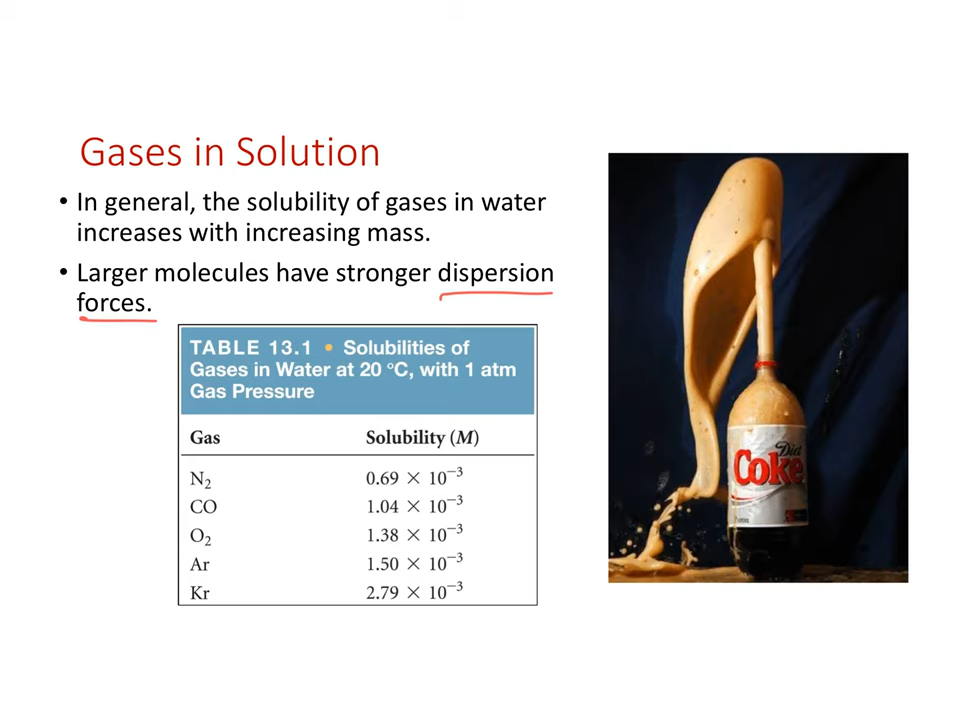 Gases in Solution
• In general, the solubility of gases in water
increases with increasing mass.
• Larger molecules have stronger dispersion
forces.
TABLE 13.1 • Solubilities of
Gases in Water at 20 °C, with 1 atm
Gas Pressure
Gas Solubility (M)
N₂ 0.69 × 10⁻³
CO 1.04 × 10⁻³
O₂ 1.38 × 10⁻³
Ar 1.50 × 10⁻³
Kr 2.79 × 10⁻³
Diet
Coke